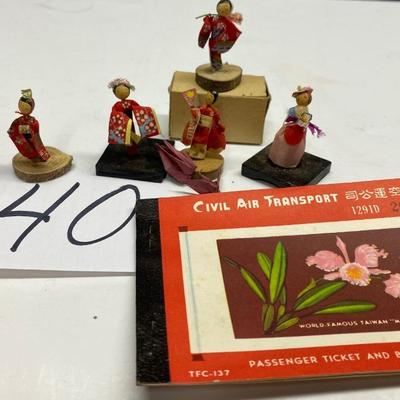 40
CIVIL AIR TRANSPORT 司公運空
1291D
WORLD-FAMOUS TAIWAN
PASSENGER TICKET AND
TFC-137